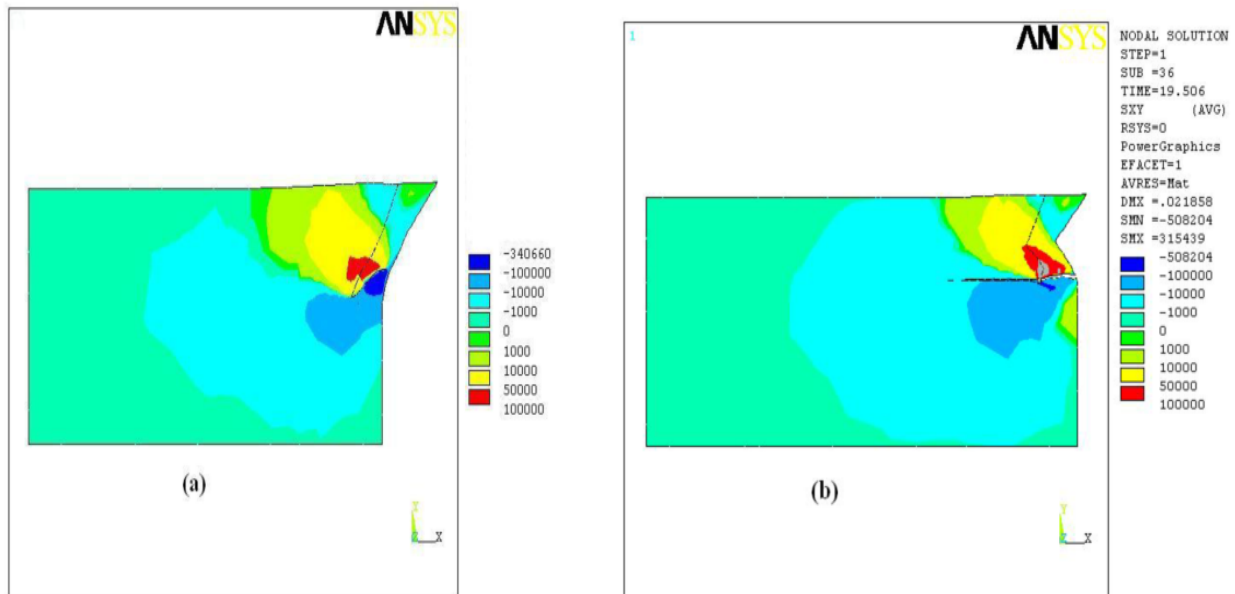 ANSYS
-340660
-100000
-10000
-1000
0
1000
10000
50000
100000
(a)
Y
Z X
1
ANSYS
NODAL SOLUTION
STEP=1
SUB =36
TIME=19.506
SXY (AVG)
RSYS=0
PowerGraphics
EFACET=1
AVRES=Mat
DMX =.021858
SMN =-508204
SMX =315439
-508204
-100000
-10000
-1000
0
1000
10000
50000
100000
(b)
Y
Z X